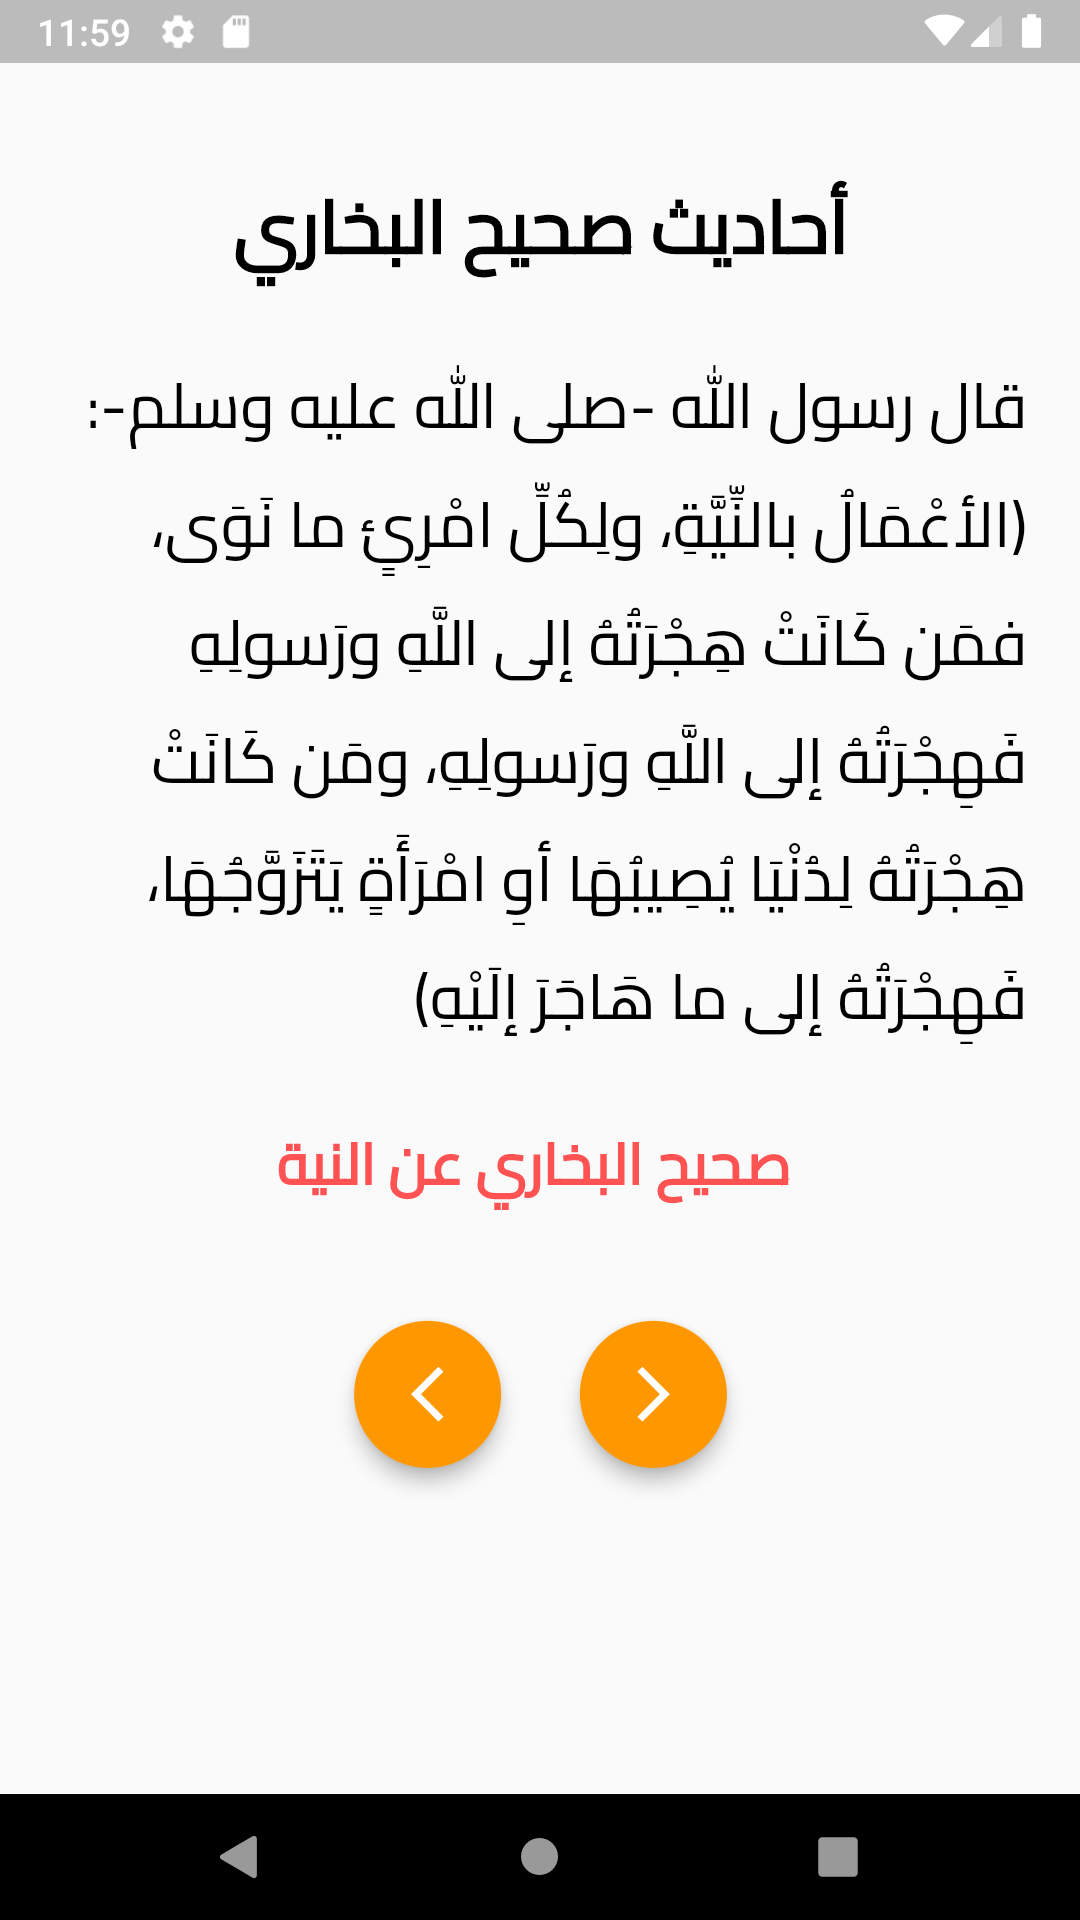 11:59
أحاديث صحيح البخاري
قال رسول الله -صلى الله عليه وسلم-:
(الأعْمَالُ بالنِّيَّةِ، ولِكُلِّ امْرِئٍ ما نَوَى،
فمَن كَانَتْ هِجْرَتُهُ إلى اللَّهِ ورَسولِهِ
فَهِجْرَتُهُ إلى اللَّهِ ورَسولِهِ، ومَن كَانَتْ
هِجْرَتُهُ لِدُنْيَا يُصِيبُهَا أوِ امْرَأَةٍ يَتَزَوَّجُهَا،
فَهِجْرَتُهُ إلى ما هَاجَرَ إلَيْهِ)
صحيح البخاري عن النية